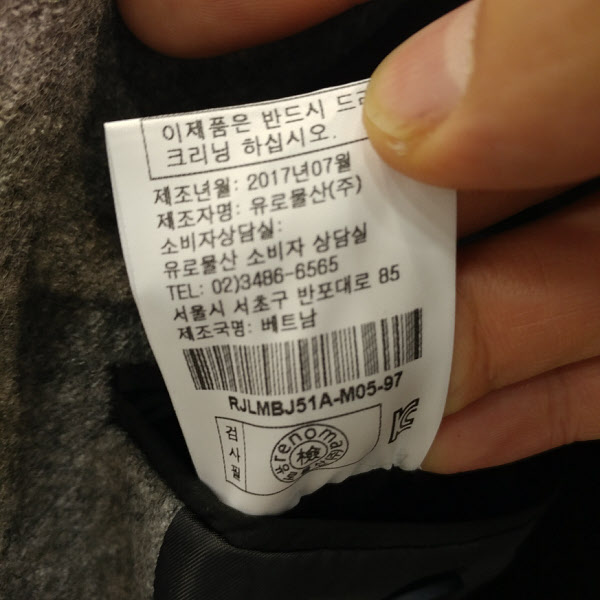 이제품은 반드시
크리닝 하십시오.
제조년월: 2017년07월
제조자명: 유로물산(주)
소비자상담실:
유로물산 소비자 상담실
TEL: 02)3486-6565
서울시 서초구 반포대로 85
제조국명: 베트남
RJLMBJ51A-M05-97
검사필
renoma
檢